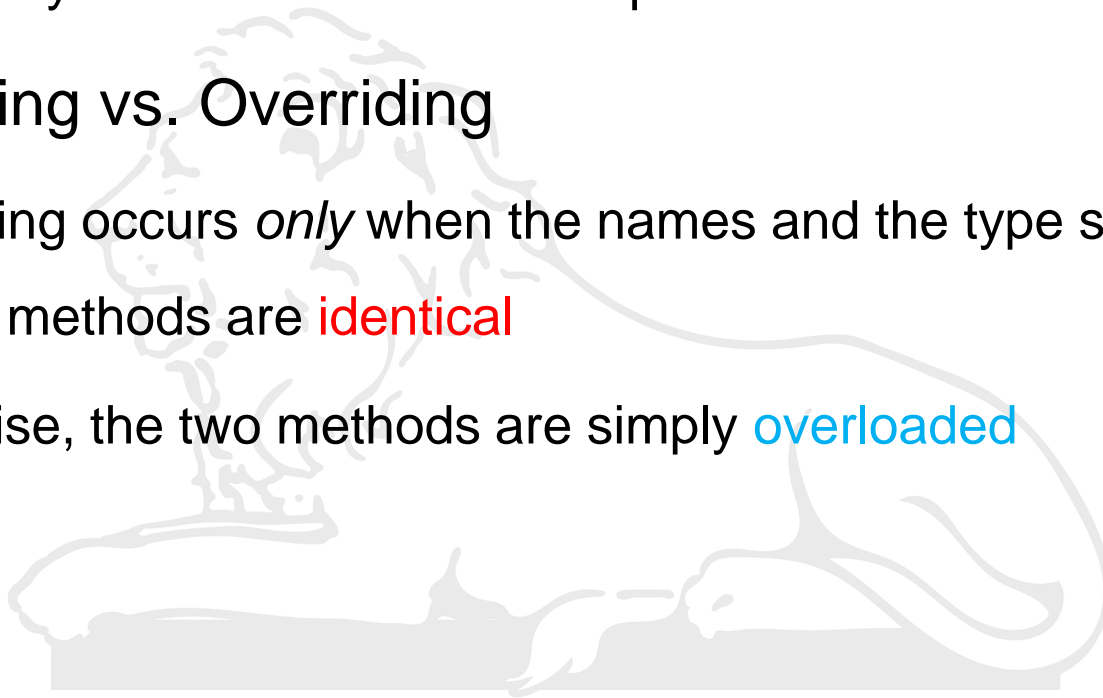 ing vs. Overriding
ing occurs only when the names and the type s
methods are identical
ise, the two methods are simply overloaded